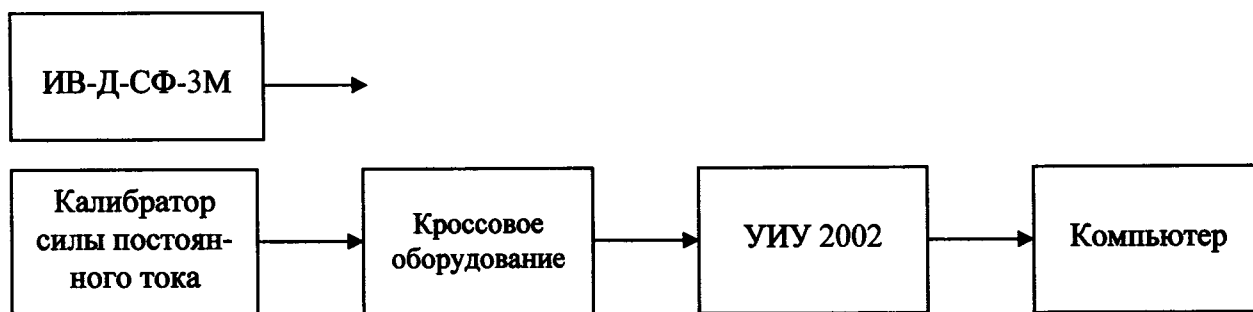 ИВ-Д-СФ-3М
Калибратор
силы постоян-
ного тока
Кроссовое
оборудование
УИУ 2002
Компьютер